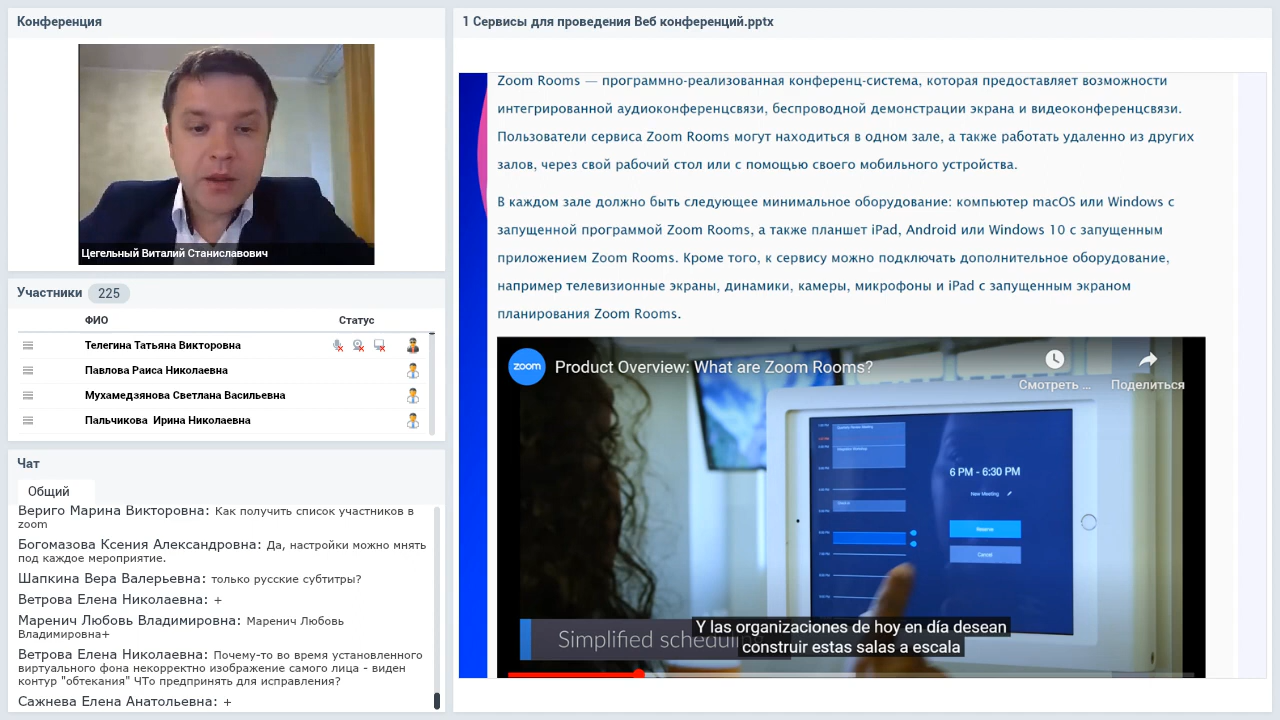 Конференция
Цегельный Виталий Станиславович
Участники 225
ФИО Статус
Телегина Татьяна Викторовна
Павлова Раиса Николаевна
Мухамедзянова Светлана Васильевна
Пальчикова Ирина Николаевна
Чат
Общий
Вериго Марина Викторовна: Как получить список участников в
zoom
Богомазова Ксения Александровна: Да, настройки можно мнять
под каждое мероприятие.
Шапкина Вера Валерьевна: только русские субтитры?
Ветрова Елена Николаевна: +
Маренич Любовь Владимировна: Маренич Любовь
Владимировна+
Ветрова Елена Николаевна: Почему-то во время установленного
виртуального фона некорректно изображение самого лица - виден
контур "обтекания" ЧТо предпринять для исправления?
Сажнева Елена Анатольевна: +
1 Сервисы для проведения Веб конференций.pptx
Zoom Rooms — программно-реализованная конференц-система, которая предоставляет возможности
интегрированной аудиоконференцсвязи, беспроводной демонстрации экрана и видеоконференцсвязи.
Пользователи сервиса Zoom Rooms могут находиться в одном зале, а также работать удаленно из других
залов, через свой рабочий стол или с помощью своего мобильного устройства.
В каждом зале должно быть следующее минимальное оборудование: компьютер macOS или Windows с
запущенной программой Zoom Rooms, а также планшет iPad, Android или Windows 10 с запущенным
приложением Zoom Rooms. Кроме того, к сервису можно подключать дополнительное оборудование,
например телевизионные экраны, динамики, камеры, микрофоны и iPad с запущенным экраном
планирования Zoom Rooms.
zoom Product Overview: What are Zoom Rooms?
Смотреть ... Поделиться
6 PM - 6:30 PM
New Meeting
Reserve
Cancel
Simplified
Y las organizaciones de hoy en día desean
construir estas salas a escala